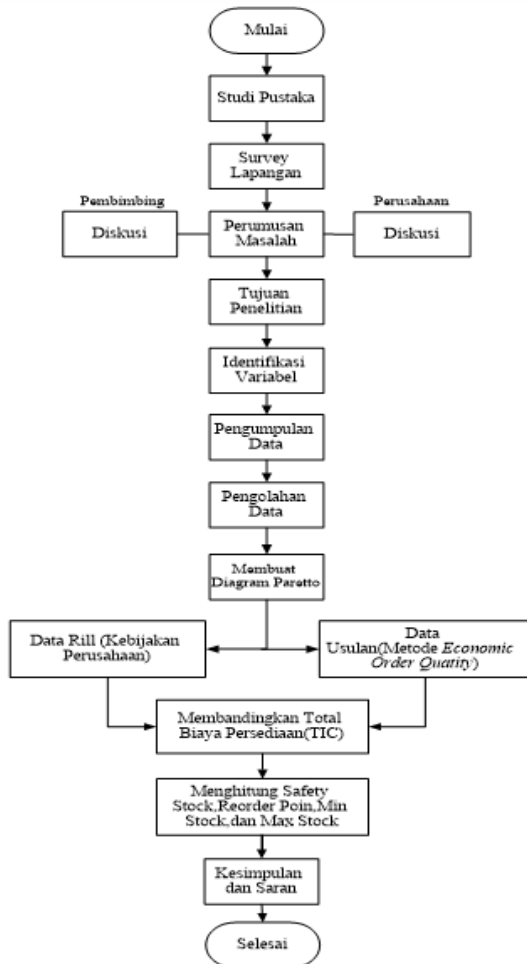 Mulai
Studi Pustaka
Survey
Lapangan
Pembimbing
Diskusi
Perumusan
Masalah
Perusahaan
Diskusi
Tujuan
Penelitian
Identifikasi
Variabel
Pengumpulan
Data
Pengolahan
Data
Membuat
Diagram Paretto
Data Rill (Kebijakan
Perusahaan)
Data
Usulan(Metode Economic
Order Quatity)
Membandingkan Total
Biaya Persediaan(TIC)
Menghitung Safety
Stock,Reorder Poin,Min
Stock,dan Max Stock
Kesimpulan
dan Saran
Selesai